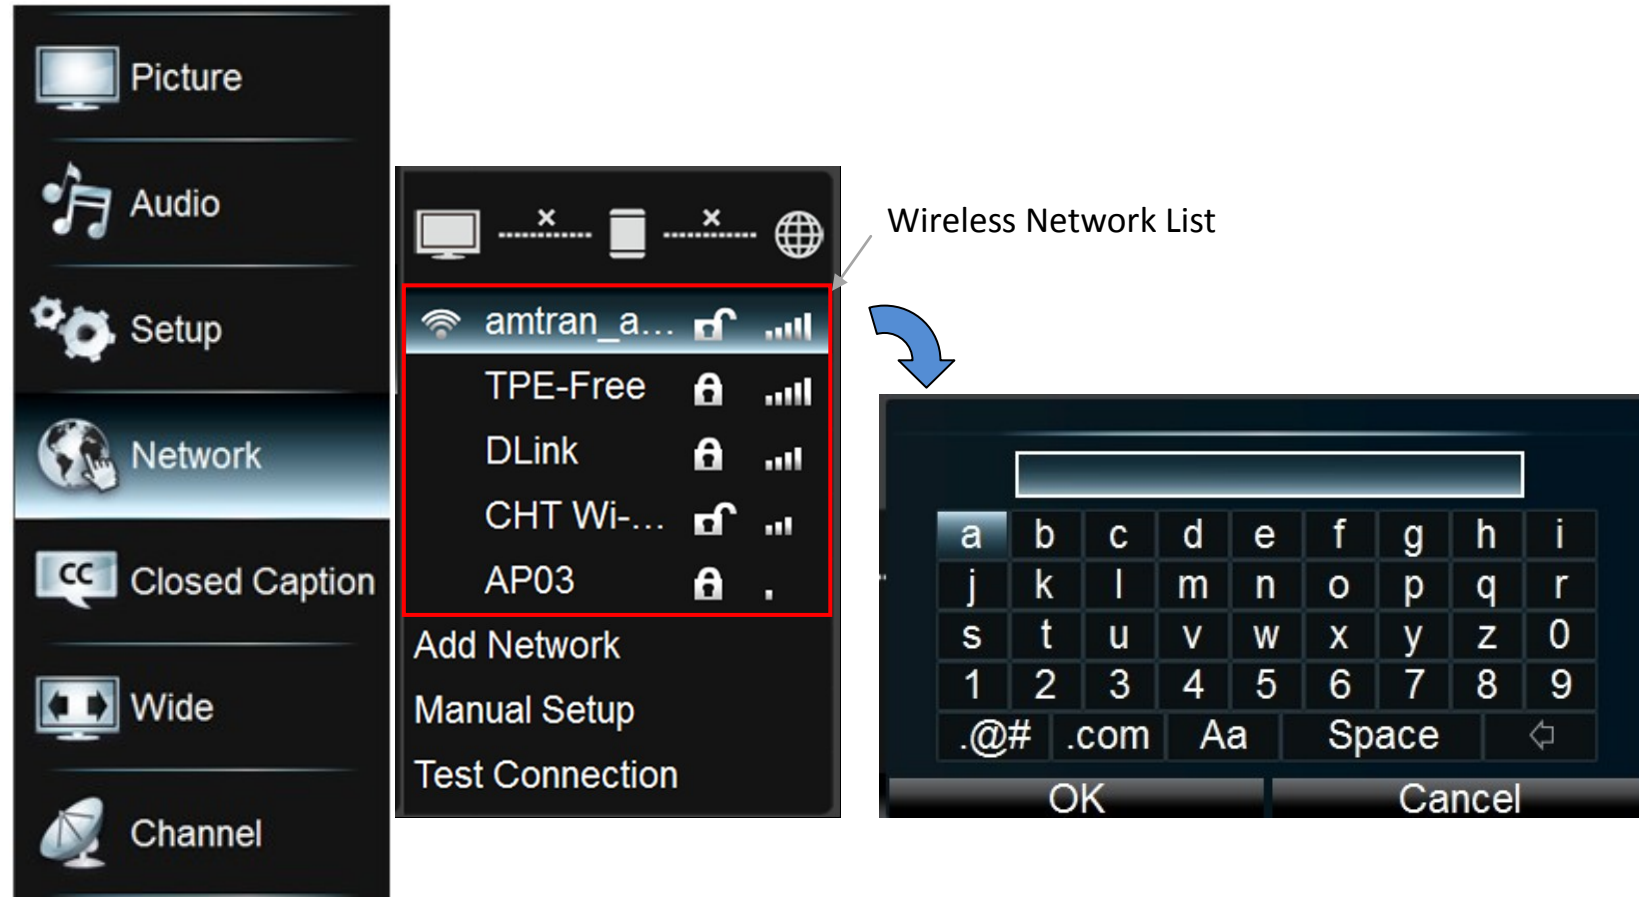 Picture
Audio
Setup
Network
CC
Closed Caption
Wide
Channel
Wireless Network List
amtran_a...
TPE-Free
DLink
CHT Wi-...
AP03
Add Network
Manual Setup
Test Connection
a b c d e f g h i
j k l m n o p q r
s t u v w x y z 0
1 2 3 4 5 6 7 8 9
.@# .com Aa Space
OK Cancel